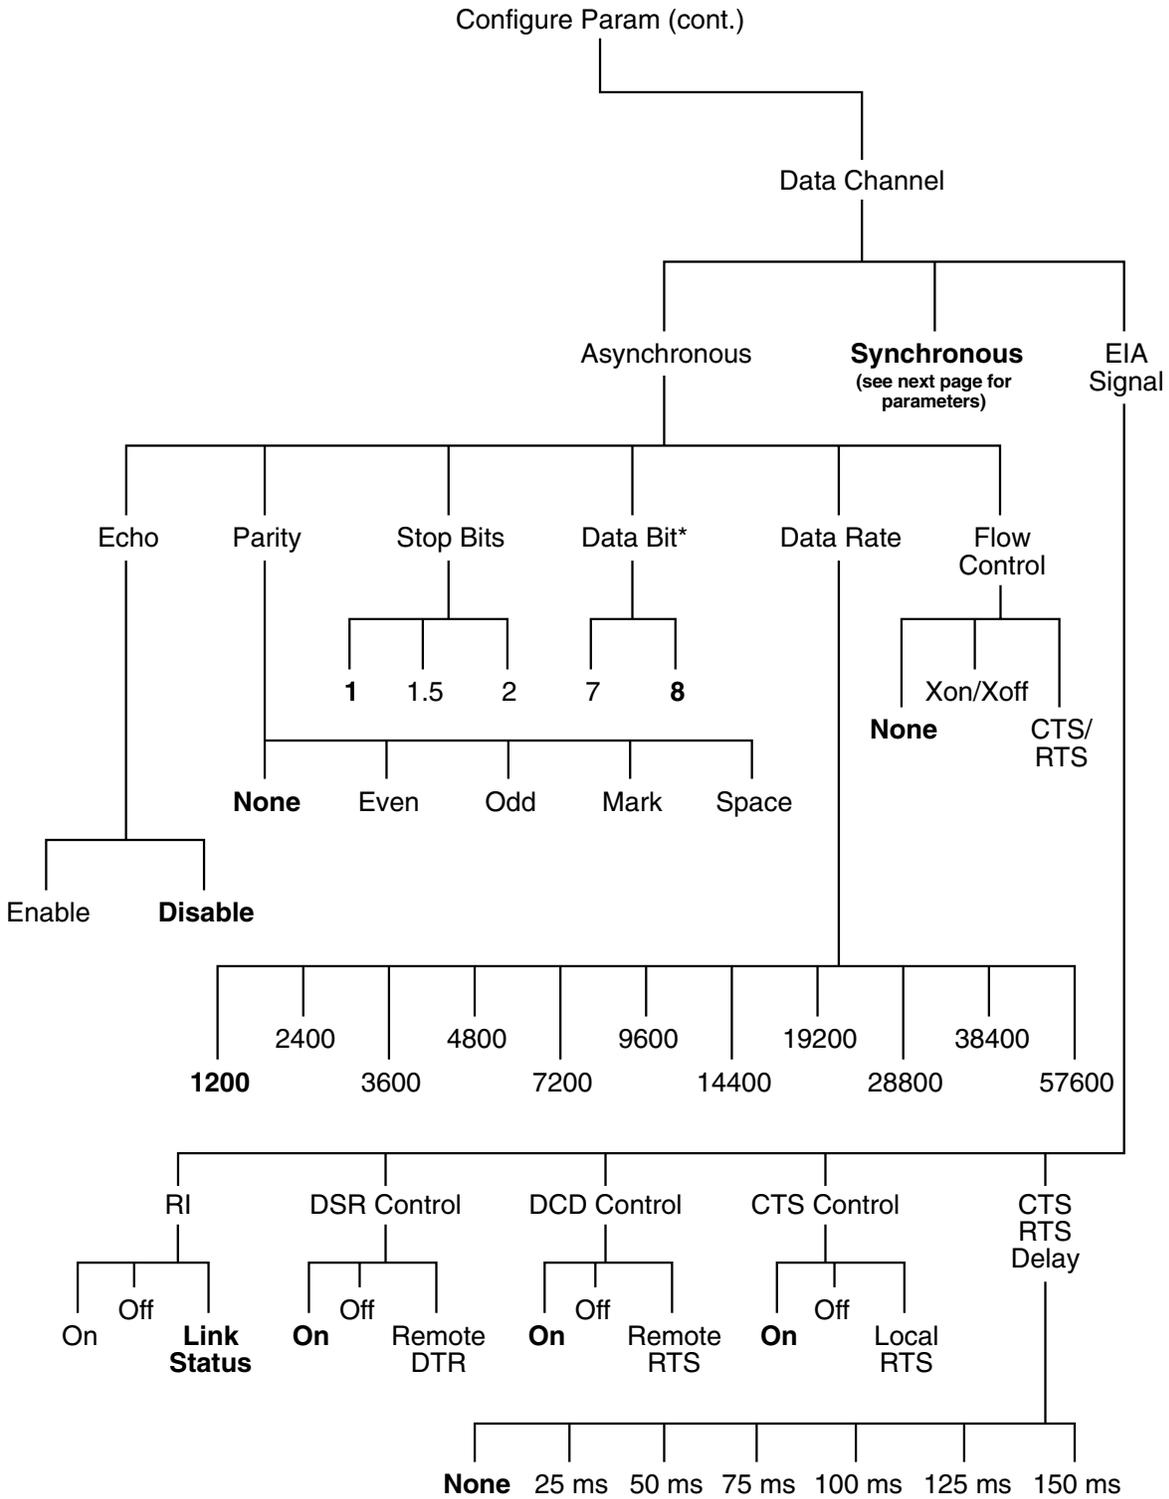 Configure Param (cont.)
Data Channel
Asynchronous
Synchronous
(see next page for
parameters)
EIA
Signal
Echo
Parity
Stop Bits
Data Bit*
Data Rate
Flow
Control
1
1.5
2
7
8
None
Xon/Xoff
CTS/
RTS
None
Even
Odd
Mark
Space
Enable
Disable
1200
2400
3600
4800
7200
9600
14400
19200
28800
38400
57600
RI
DSR Control
DCD Control
CTS Control
CTS
RTS
Delay
On
Off
Link
Status
On
Off
Remote
DTR
On
Off
Remote
RTS
On
Off
Local
RTS
None
25 ms
50 ms
75 ms
100 ms
125 ms
150 ms